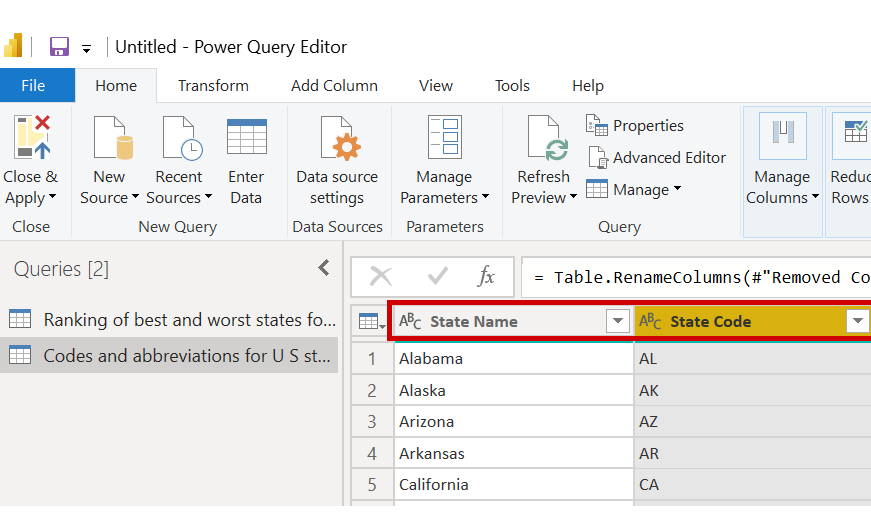 Untitled - Power Query Editor
File Home Transform Add Column View Tools Help
Close & Apply
New Source
Recent Sources
Enter Data
Data source settings
Manage Parameters
Refresh Preview
Properties
Advanced Editor
Manage
Manage Columns
Reduc
Rows
Close New Query Data Sources Parameters Query
Queries [2]
fx = Table.RenameColumns(#"Removed Co
Ranking of best and worst states fo...
Codes and abbreviations for U S st...
ABC State Name ABC State Code
1 Alabama AL
2 Alaska AK
3 Arizona AZ
4 Arkansas AR
5 California CA